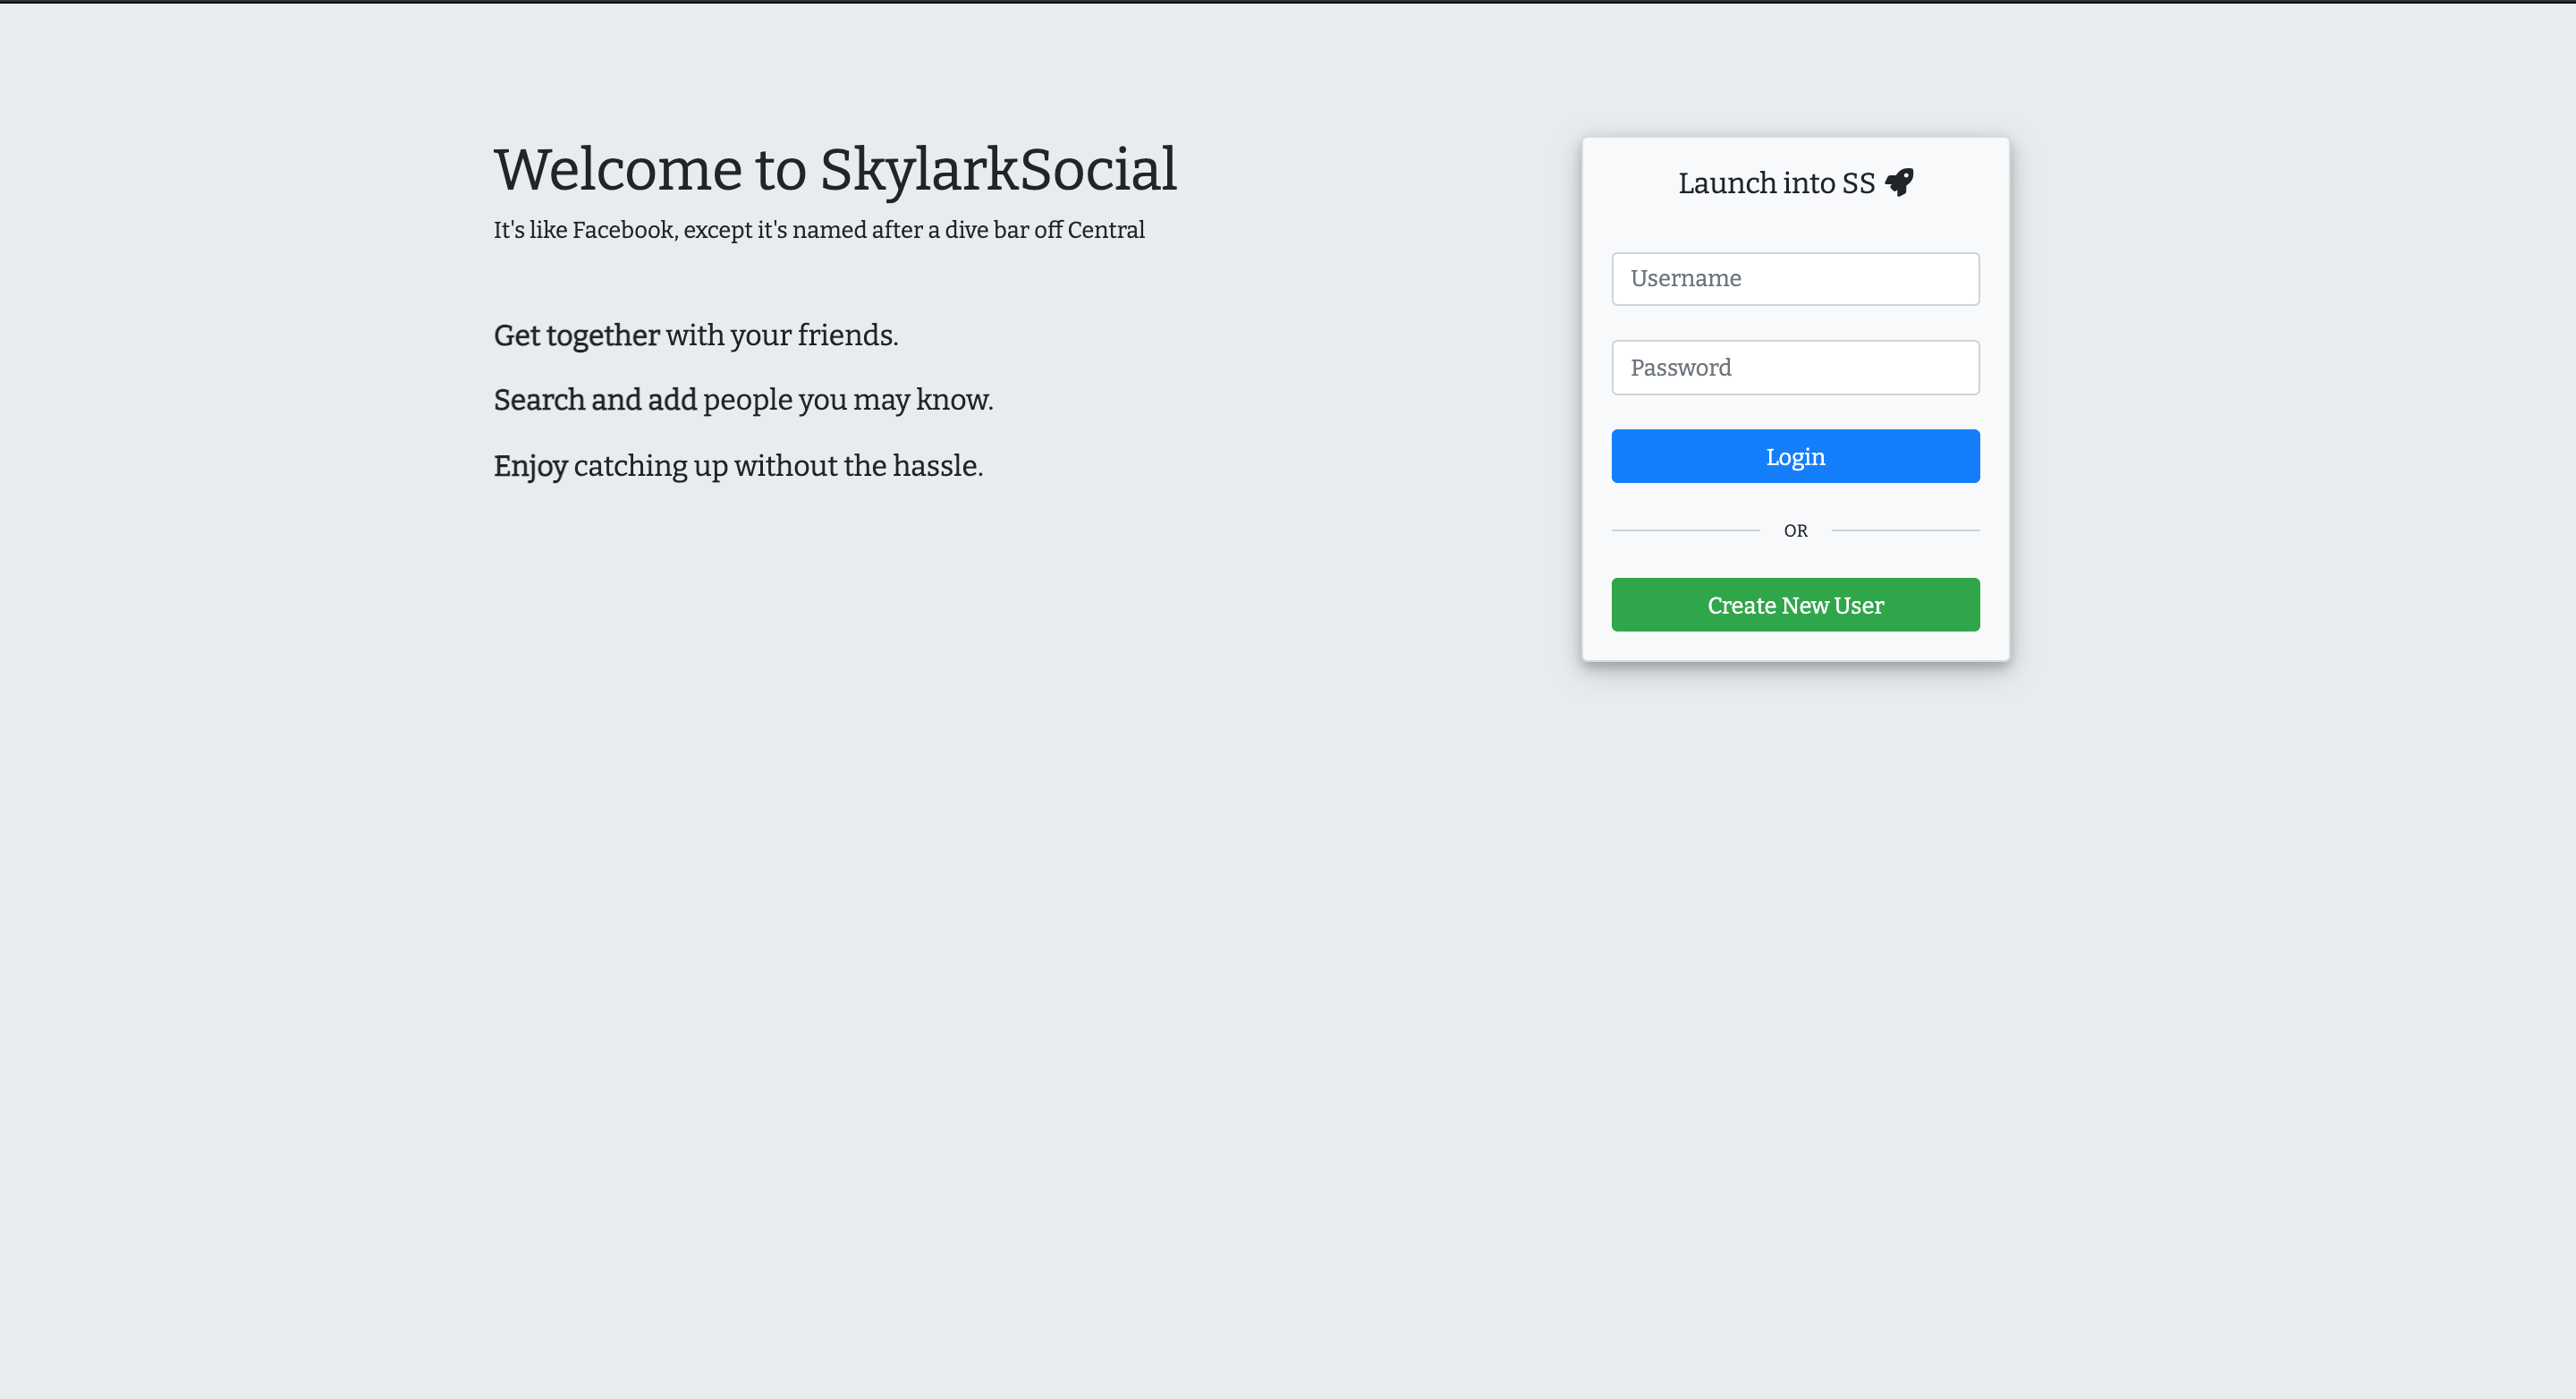 Welcome to SkylarkSocial
It's like Facebook, except it's named after a dive bar off Central
Get together with your friends.
Search and add people you may know.
Enjoy catching up without the hassle.
Launch into SS
Username
Password
Login
OR
Create New User